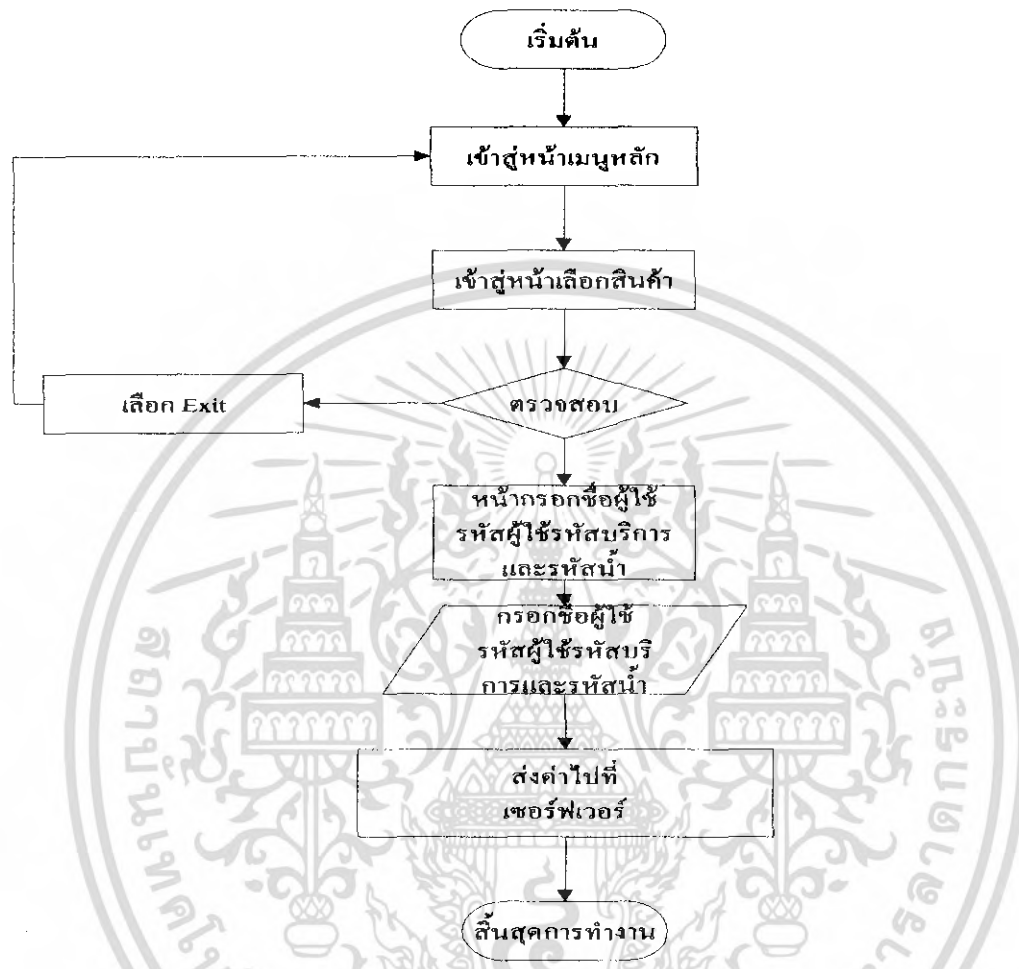 เริ่มต้น
เข้าสู่หน้าเมนูหลัก
เข้าสู่หน้าเลือกสินค้า
เลือก Exit
ตรวจสอบ
หน้ากรอกชื่อผู้ใช้
รหัสผู้ใช้รหัสบริการ
และรหัสน้ำ
กรอกชื่อผู้ใช้
รหัสผู้ใช้รหัสบริ
การและรหัสน้ำ
ส่งค่าไปที่
เซอร์ฟเวอร์
สิ้นสุดการทำงาน